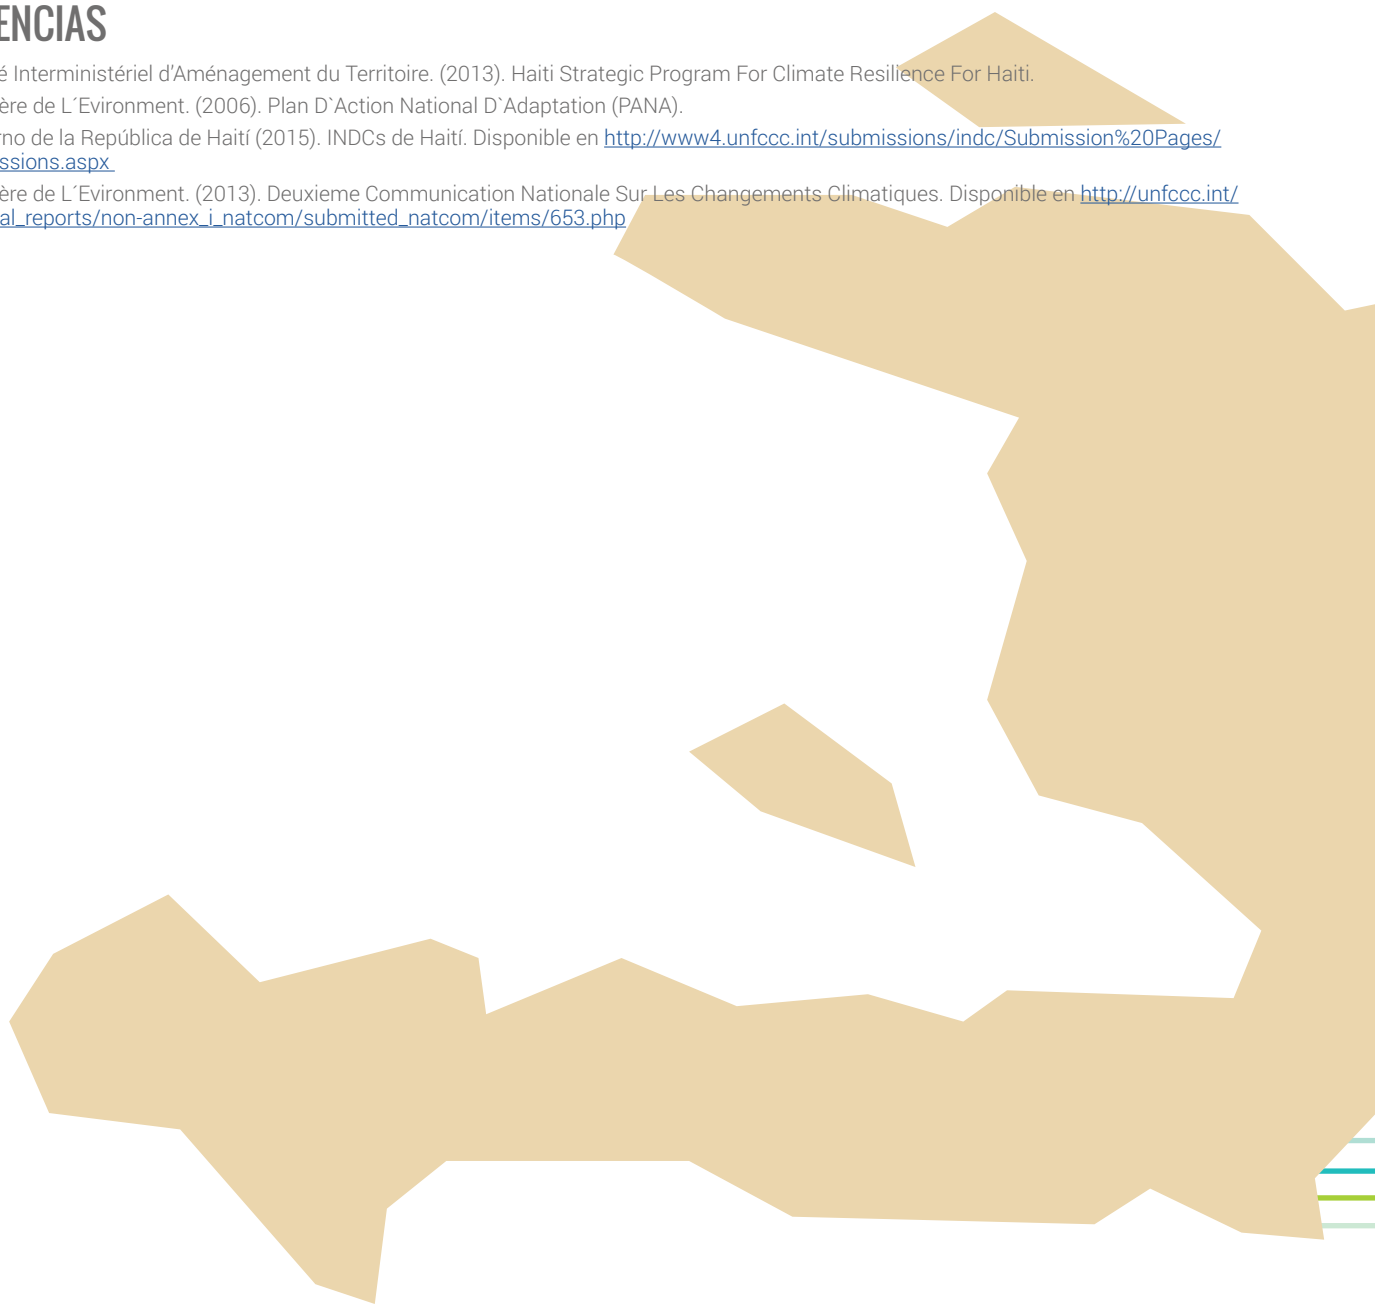 ENCIAS
é Interministériel d’Aménagement du Territoire. (2013). Haiti Strategic Program For Climate Resilience For Haiti.
ère de L´Evironment. (2006). Plan D`Action National D`Adaptation (PANA).
rno de la República de Haití (2015). INDCs de Haití. Disponible en http://www4.unfccc.int/submissions/indc/Submission%20Pages/
ssions.aspx
ère de L´Evironment. (2013). Deuxieme Communication Nationale Sur Les Changements Climatiques. Disponible en http://unfccc.int/
al_reports/non-annex_i_natcom/submitted_natcom/items/653.php